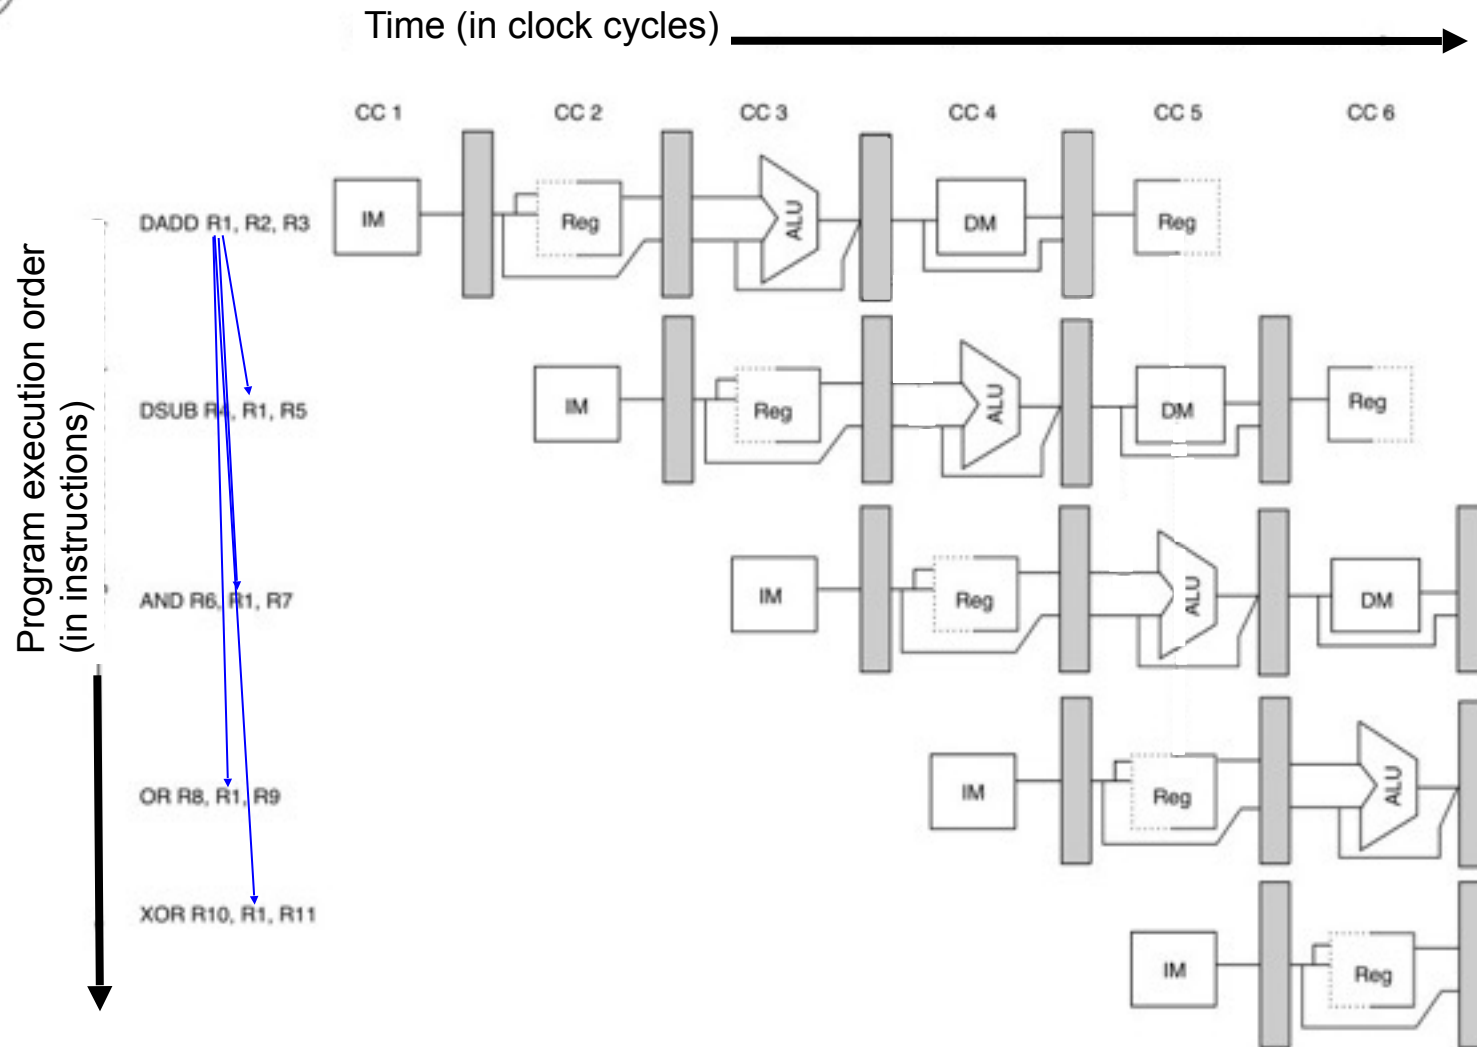 Time (in clock cycles)
CC 1 CC 2 CC 3 CC 4 CC 5 CC 6
Program execution order
(in instructions)
DADD R1, R2, R3
IM Reg ALU DM Reg
DSUB R4, R1, R5
IM Reg ALU DM Reg
AND R6, R1, R7
IM Reg ALU DM
OR R8, R1, R9
IM Reg ALU
XOR R10, R1, R11
IM Reg